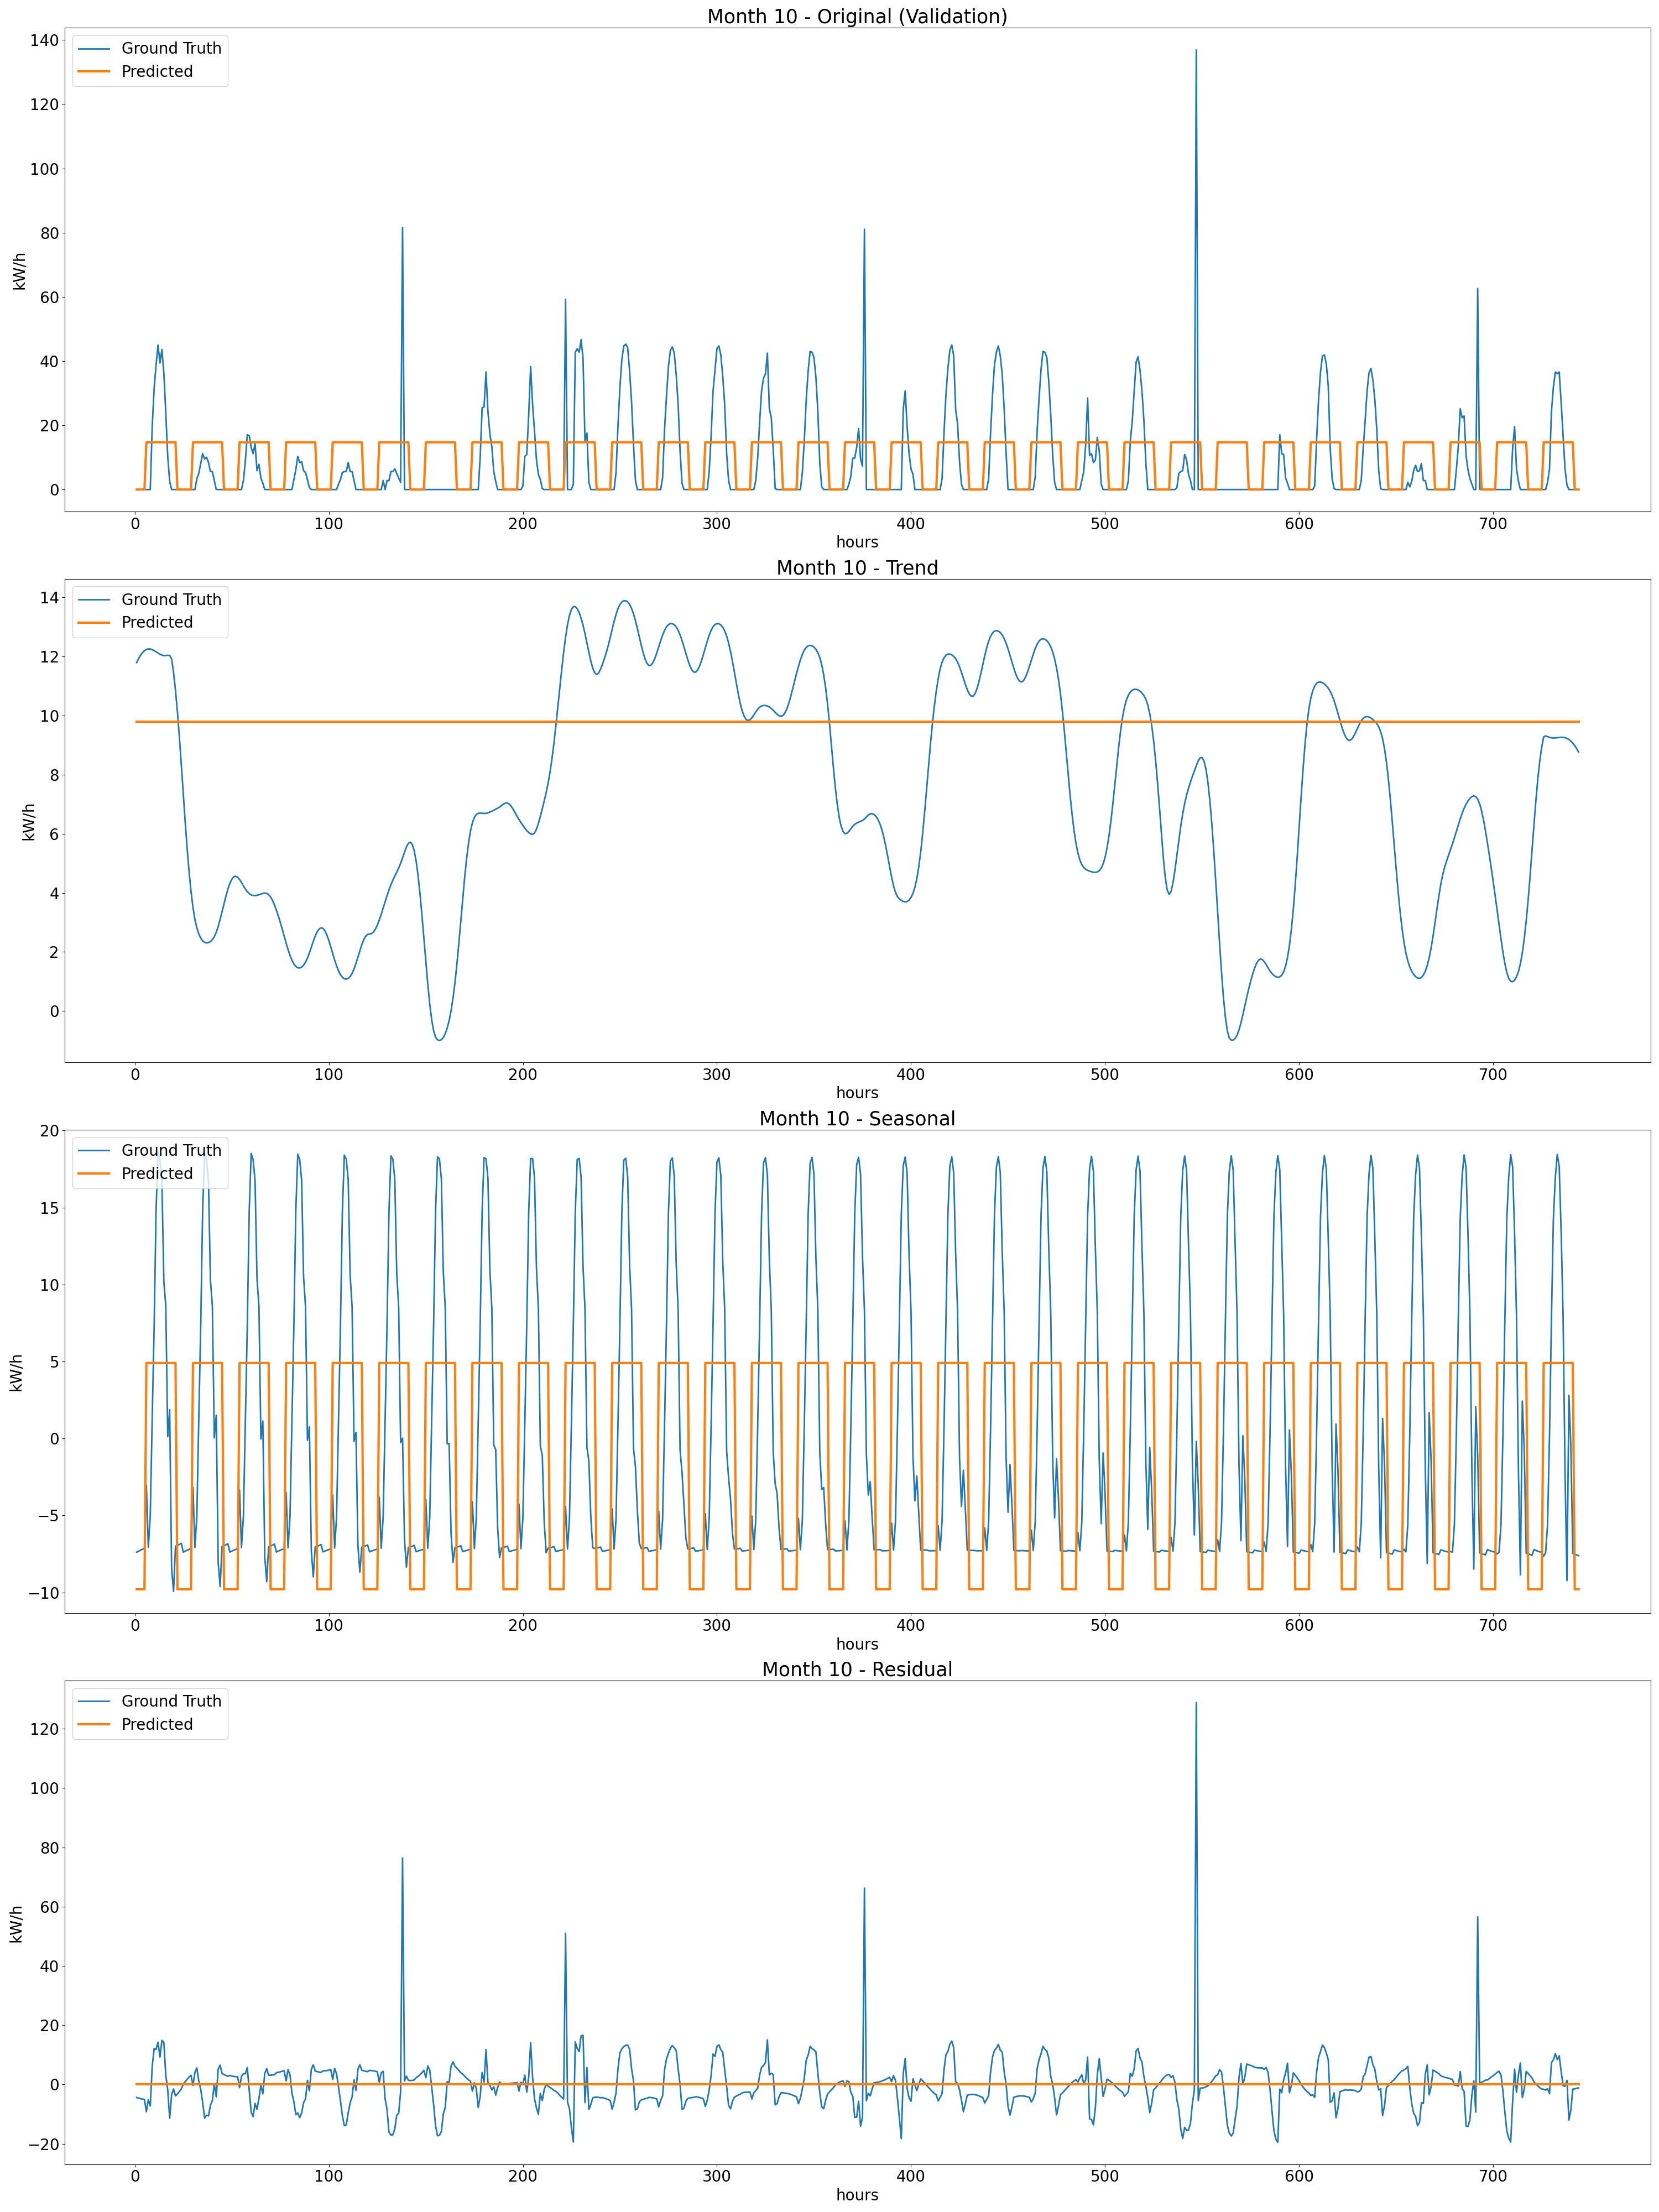 Month 10 - Original (Validation)
Ground Truth
Predicted
140
120
100
80
60
40
20
0
kW/h
0 100 200 300 400 500 600 700
hours
Month 10 - Trend
Ground Truth
Predicted
14
12
10
8
6
4
2
0
kW/h
0 100 200 300 400 500 600 700
hours
Month 10 - Seasonal
Ground Truth
Predicted
20
15
10
5
0
−5
−10
kW/h
0 100 200 300 400 500 600 700
hours
Month 10 - Residual
Ground Truth
Predicted
120
100
80
60
40
20
0
−20
kW/h
0 100 200 300 400 500 600 700
hours